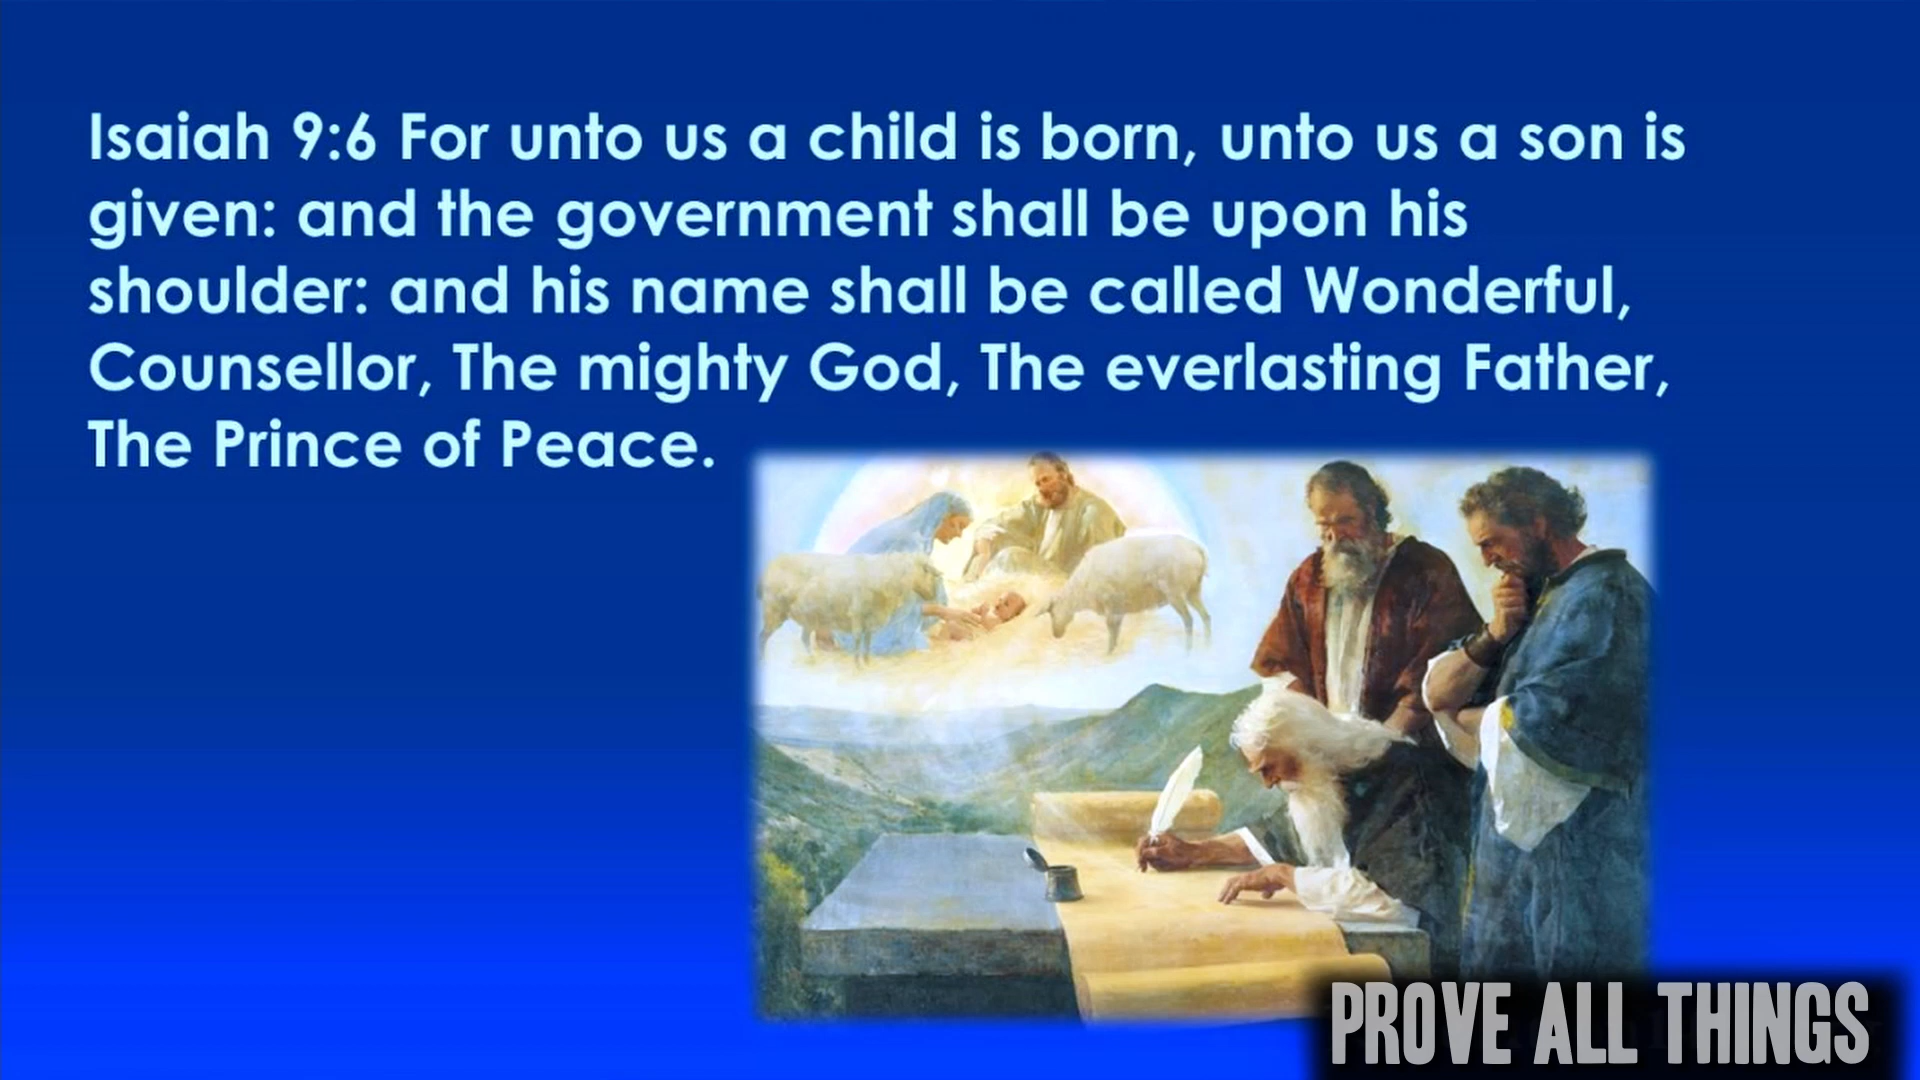 Isaiah 9:6 For unto us a child is born, unto us a son is
given: and the government shall be upon his
shoulder: and his name shall be called Wonderful,
Counsellor, The mighty God, The everlasting Father,
The Prince of Peace.
PROVE ALL THINGS